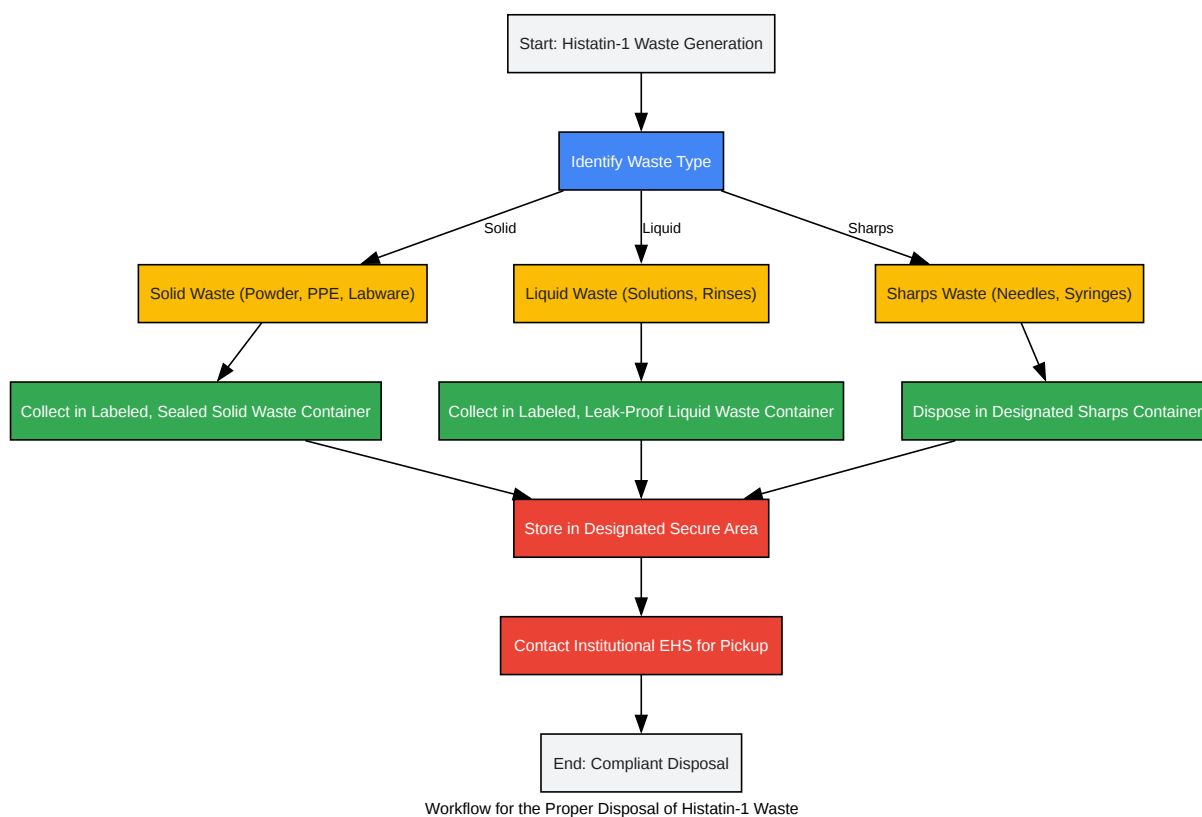 Start: Histatin-1 Waste Generation
Identify Waste Type
Solid
Liquid
Sharps
Solid Waste (Powder, PPE, Labware)
Liquid Waste (Solutions, Rinses)
Sharps Waste (Needles, Syringes)
Collect in Labeled, Sealed Solid Waste Container
Collect in Labeled, Leak-Proof Liquid Waste Container
Dispose in Designated Sharps Container
Store in Designated Secure Area
Contact Institutional EHS for Pickup
End: Compliant Disposal
Workflow for the Proper Disposal of Histatin-1 Waste